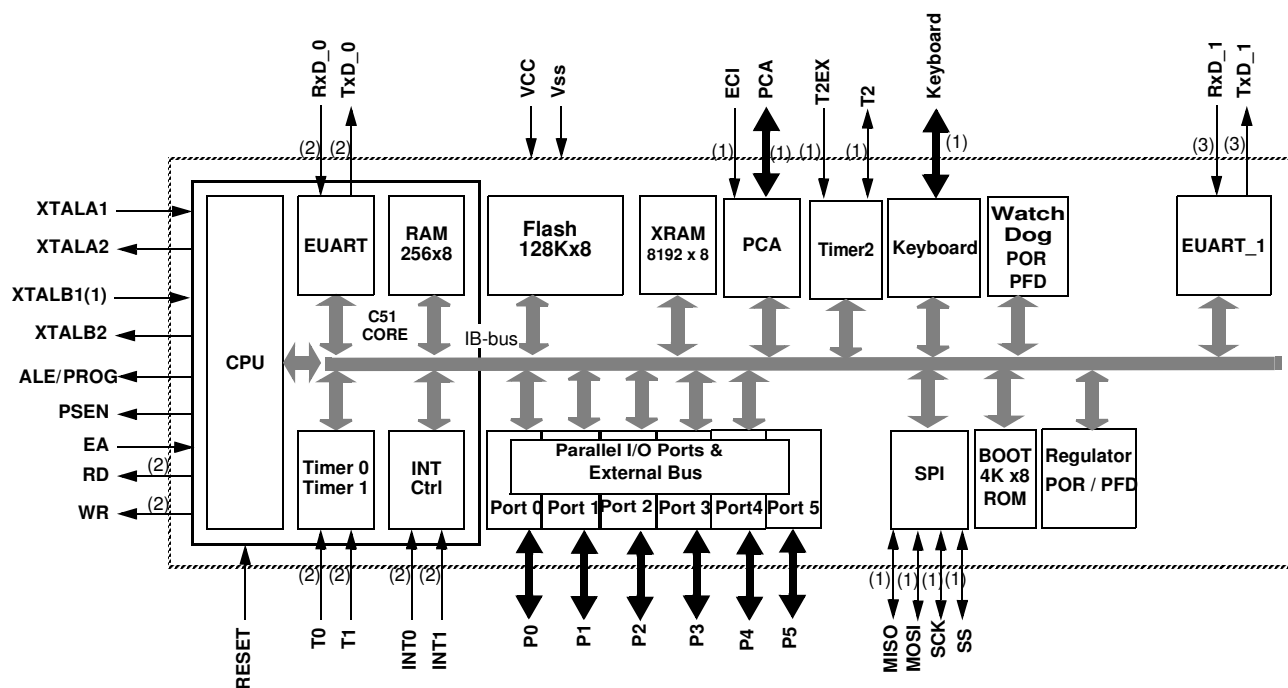 RxD_0
TxD_0
VCC
Vss
ECI
PCA
T2EX
T2
Keyboard
RxD_1
TxD_1
(2)
(2)
(1)
(1)
(1)
(1)
(1)
(3)
(3)
XTALA1
XTALA2
XTALB1(1)
XTALB2
ALE/PROG
PSEN
EA
RD
(2)
WR
(2)
CPU
EUART
RAM
256x8
C51
CORE
IB-bus
Flash
128Kx8
XRAM
8192 x 8
PCA
Timer2
Keyboard
Watch
Dog
POR
PFD
EUART_1
Timer 0
Timer 1
INT
Ctrl
Parallel I/O Ports &
External Bus
Port 0
Port 1
Port 2
Port 3
Port4
Port 5
SPI
BOOT
4K x8
ROM
Regulator
POR / PFD
(2)
(2)
(2)
(2)
(1)
(1)
(1)
(1)
RESET
T0
T1
INT0
INT1
P0
P1
P2
P3
P4
P5
MISO
MOSI
SCK
SS